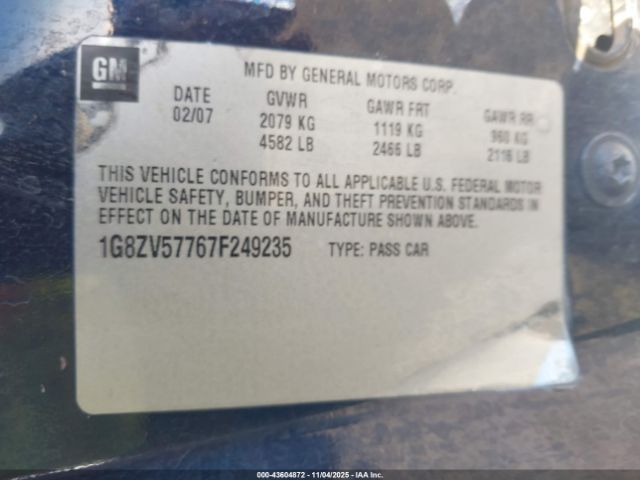 GM
MFD BY GENERAL MOTORS CORP.
DATE GVWR GAWR FRT GAWR RR
02/07 2079 KG 1119 KG 960 KG
4582 LB 2466 LB 2116 LB
THIS VEHICLE CONFORMS TO ALL APPLICABLE U.S. FEDERAL MOTOR
VEHICLE SAFETY, BUMPER, AND THEFT PREVENTION STANDARDS IN
EFFECT ON THE DATE OF MANUFACTURE SHOWN ABOVE.
1G8ZV57767F249235 TYPE: PASS CAR
000-43604872 - 11/04/2025 - IAA Inc.